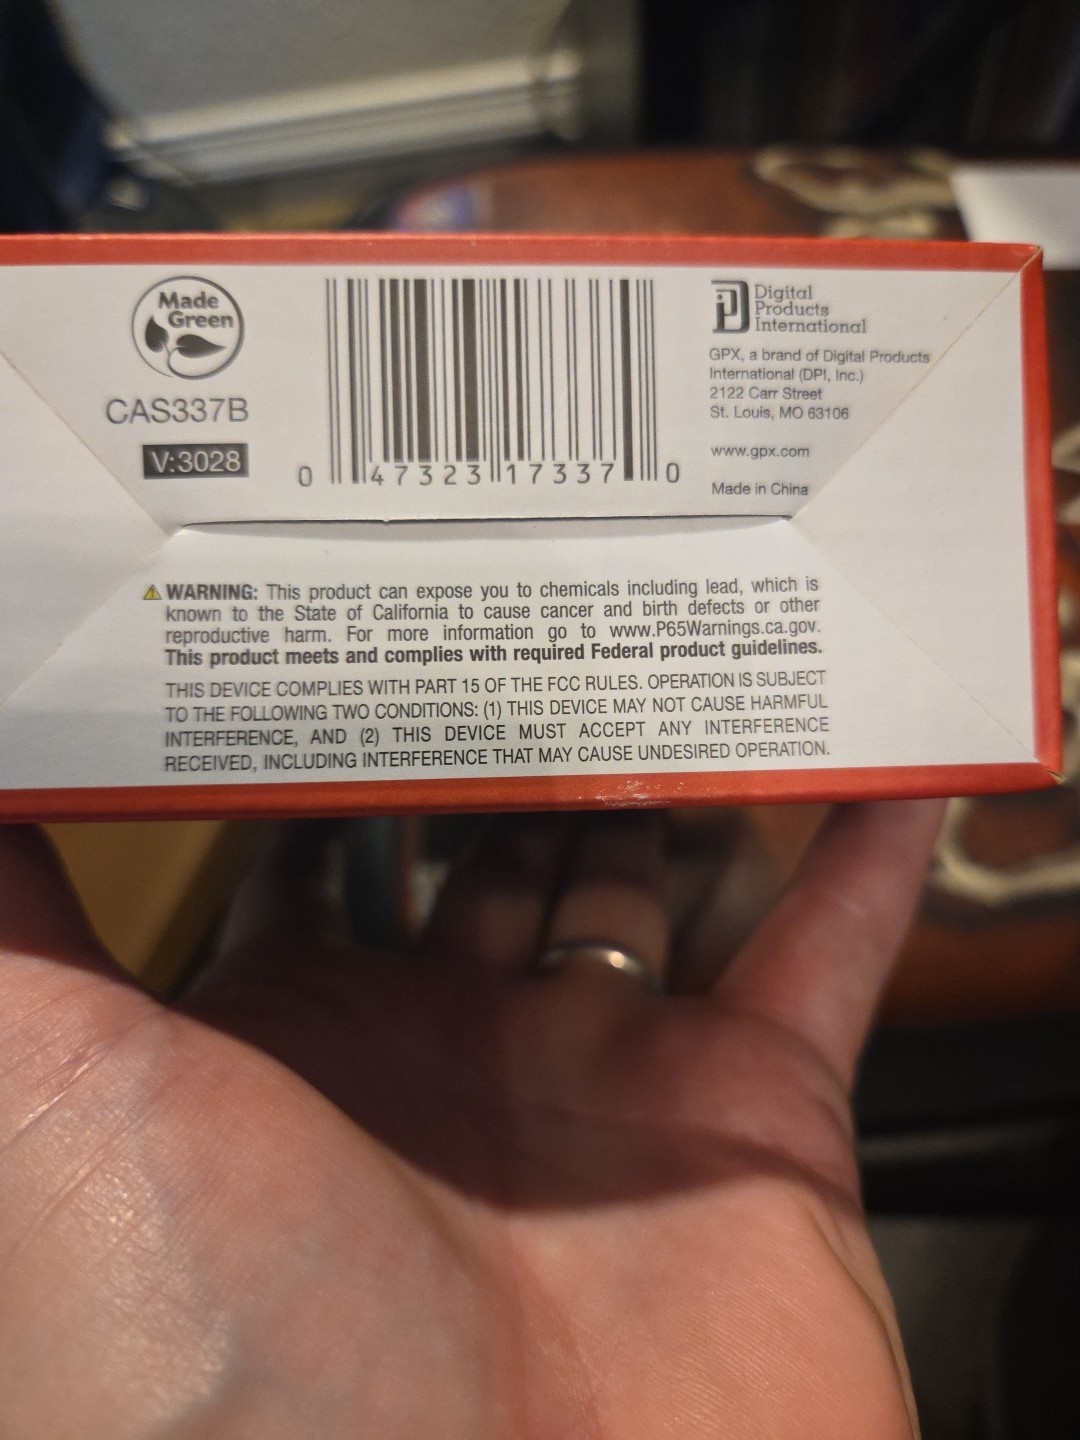 Made
Green
CAS337B
V:3028
0 47323 17337 0
Digital
Products
International
GPX, a brand of Digital Products
International (DPI, Inc.)
2122 Carr Street
St. Louis, MO 63106
www.gpx.com
Made in China
⚠ WARNING: This product can expose you to chemicals including lead, which is
known to the State of California to cause cancer and birth defects or other
reproductive harm. For more information go to www.P65Warnings.ca.gov.
This product meets and complies with required Federal product guidelines.
THIS DEVICE COMPLIES WITH PART 15 OF THE FCC RULES. OPERATION IS SUBJECT
TO THE FOLLOWING TWO CONDITIONS: (1) THIS DEVICE MAY NOT CAUSE HARMFUL
INTERFERENCE, AND (2) THIS DEVICE MUST ACCEPT ANY INTERFERENCE
RECEIVED, INCLUDING INTERFERENCE THAT MAY CAUSE UNDESIRED OPERATION.